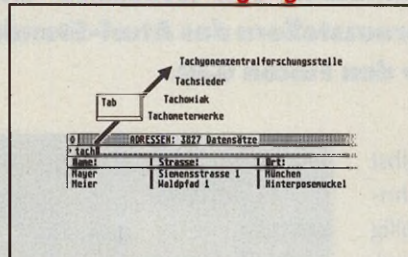 Tachyonenzentralforschungsstelle
Tachsieder
Tachowiak
Tab
Tachometerwerke
ADRESSEN: 3827 Datensätze
tach
Name: Strasse: Ort:
Mayer Siemensstrasse 1 München
Meier Waldpfad 1 Hinterposemuckel